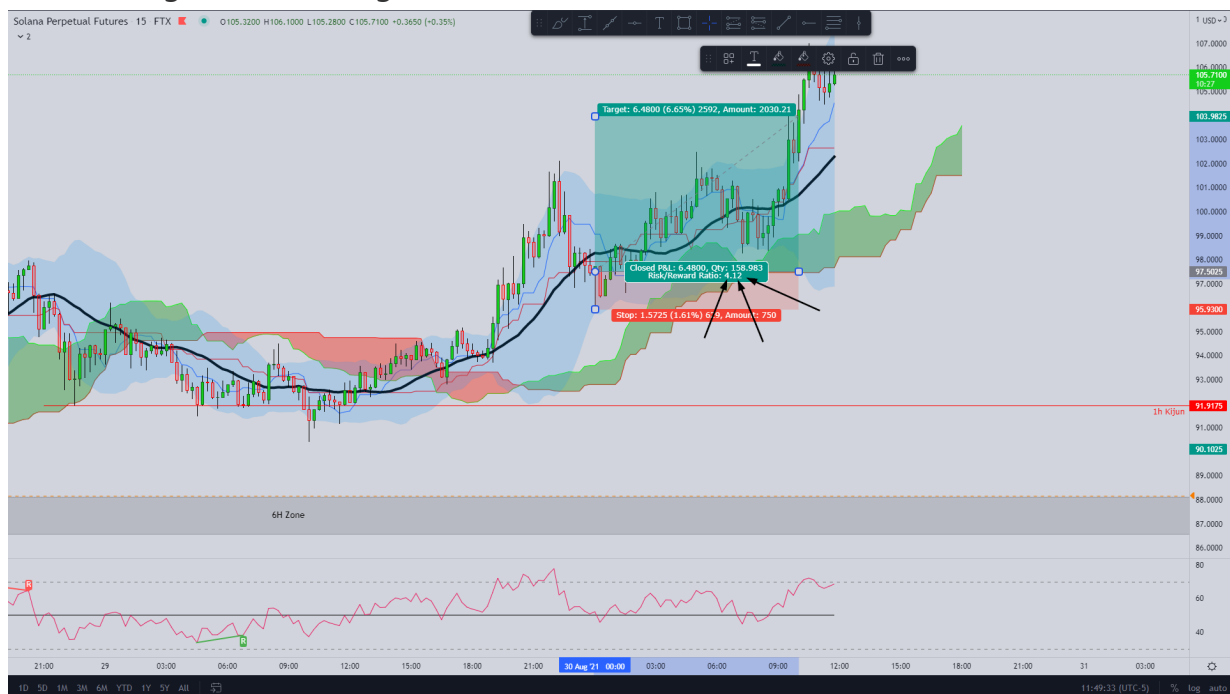 Solana Perpetual Futures 15 FTX O105.3200 H106.1000 L105.2800 C105.7100 +0.3650 (+0.35%)
2
1 USD
107.0000
106.0000
105.7100
10:27
105.0000
Target: 6.4800 (6.65%) 2592, Amount: 2030.21
103.9825
103.0000
102.0000
101.0000
100.0000
99.0000
98.0000
Closed P&L: 6.4800, Qty: 158.983
Risk/Reward Ratio: 4.12
97.5025
97.0000
Stop: 1.5725 (1.61%) 629, Amount: 750
95.9300
95.0000
94.0000
93.0000
91.9175
1h Kijun
91.0000
90.1025
89.0000
88.0000
6H Zone
87.0000
86.0000
80
R
60
R
40
21:00 29 03:00 06:00 09:00 12:00 15:00 18:00 21:00 30 Aug '21 00:00 03:00 06:00 09:00 12:00 15:00 18:00 21:00 31 03:00
1D 5D 1M 3M 6M YTD 1Y 5Y All 11:49:33 (UTC-5) % log auto